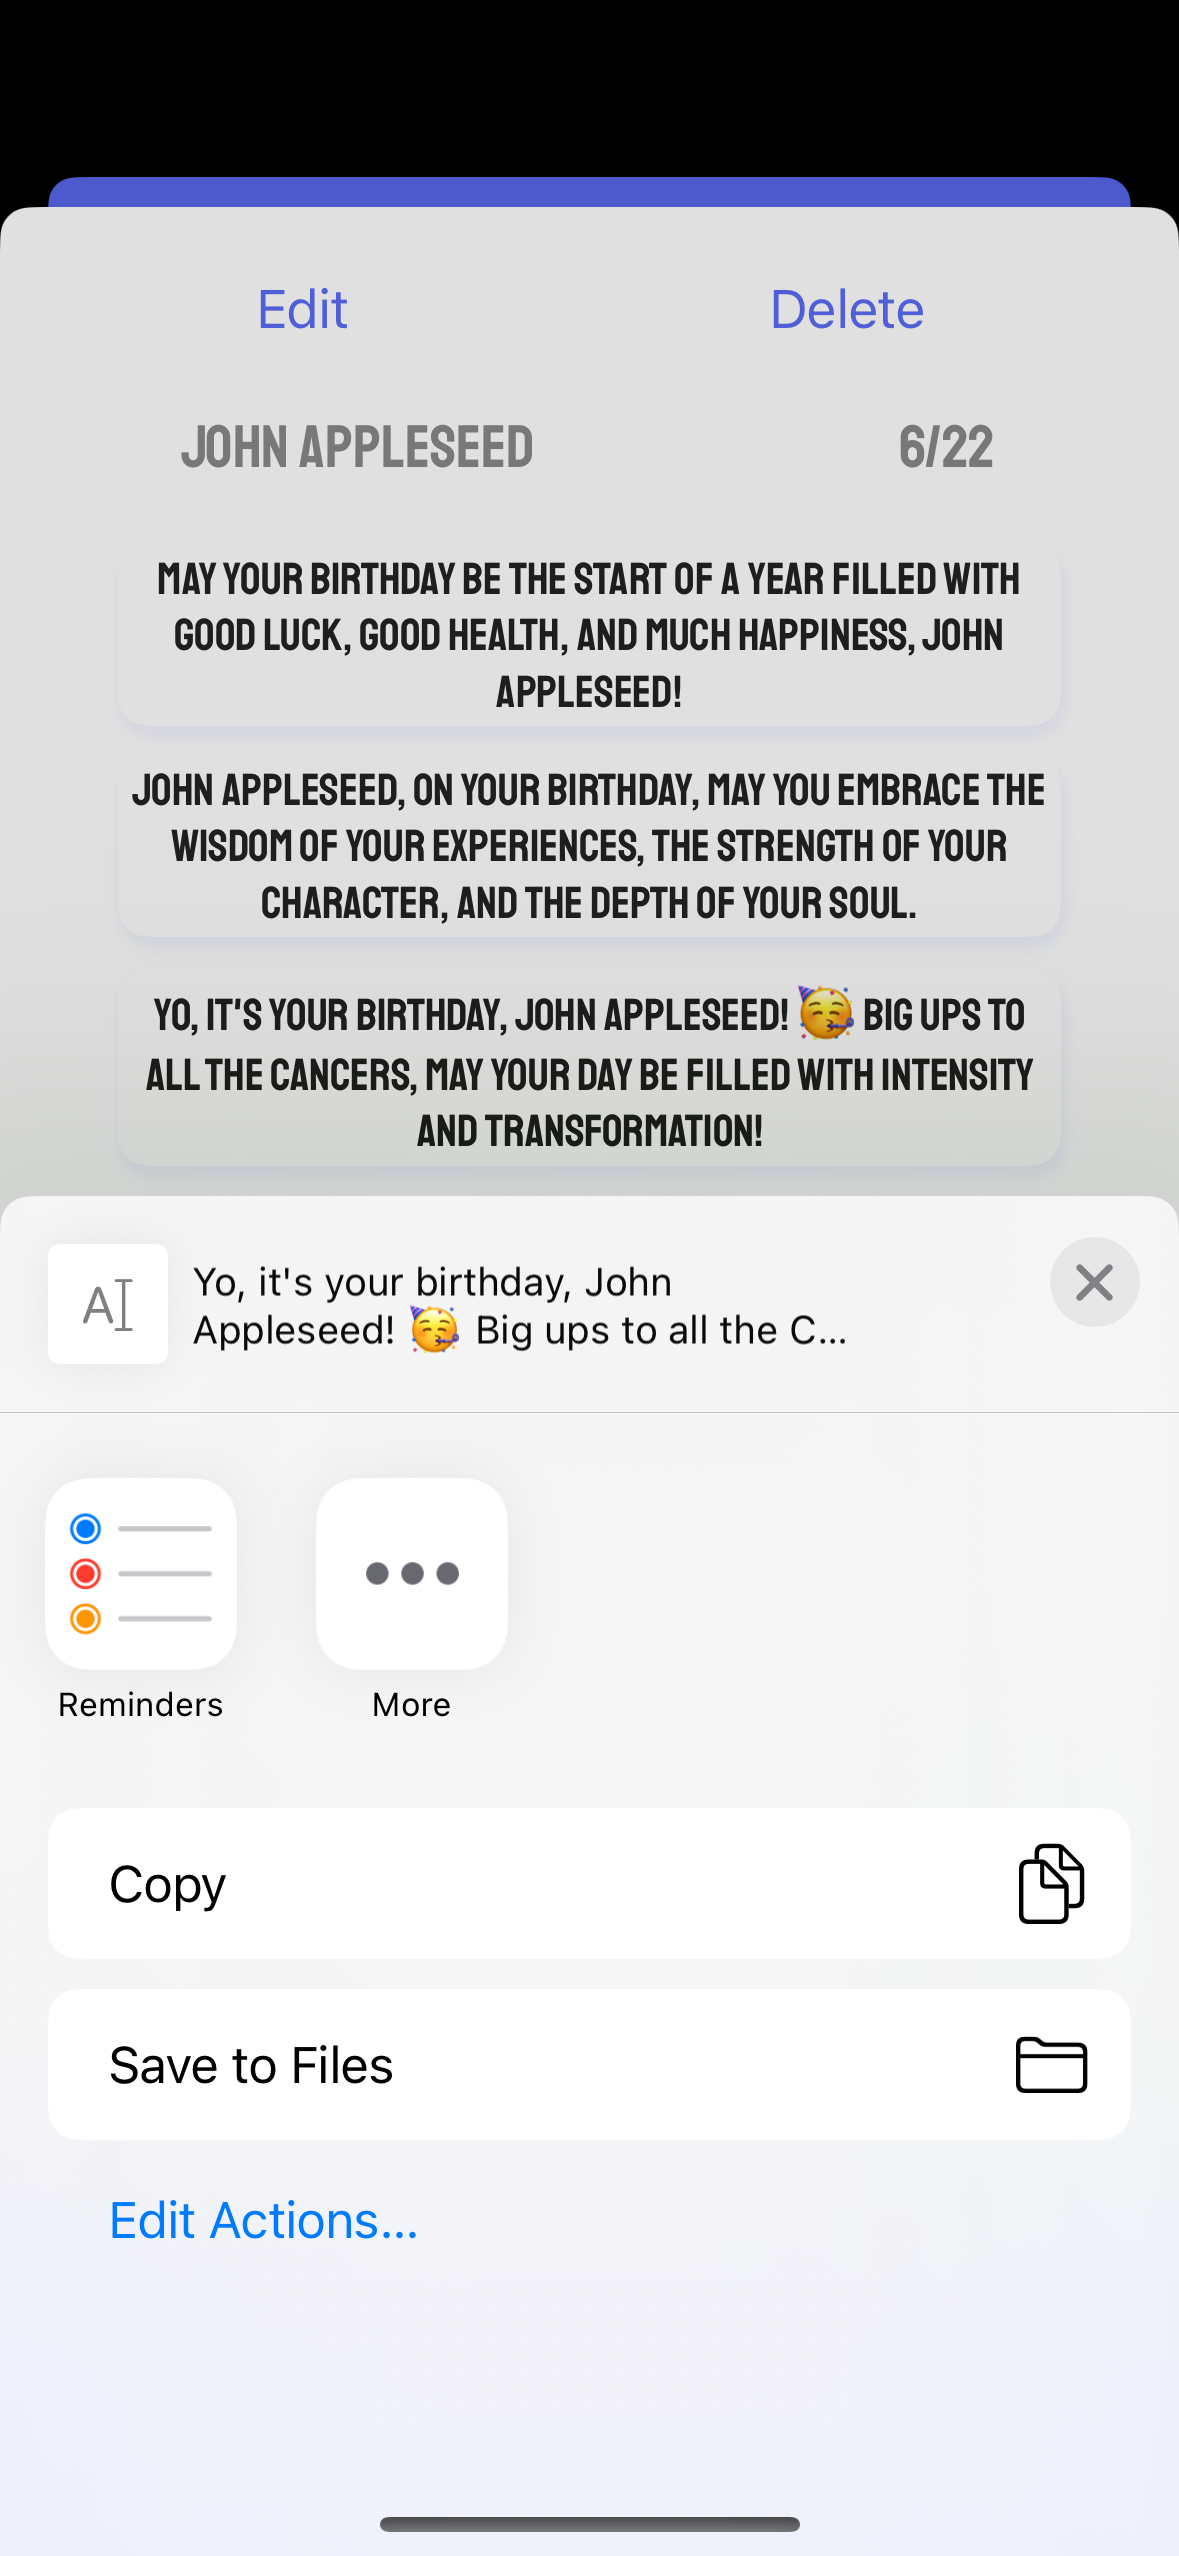 Edit Delete
JOHN APPLESEED 6/22
MAY YOUR BIRTHDAY BE THE START OF A YEAR FILLED WITH
GOOD LUCK, GOOD HEALTH, AND MUCH HAPPINESS, JOHN
APPLESEED!
JOHN APPLESEED, ON YOUR BIRTHDAY, MAY YOU EMBRACE THE
WISDOM OF YOUR EXPERIENCES, THE STRENGTH OF YOUR
CHARACTER, AND THE DEPTH OF YOUR SOUL.
YO, IT'S YOUR BIRTHDAY, JOHN APPLESEED! 🥳 BIG UPS TO
ALL THE CANCERS, MAY YOUR DAY BE FILLED WITH INTENSITY
AND TRANSFORMATION!
Yo, it's your birthday, John
Appleseed! 🥳 Big ups to all the C...
Reminders More
Copy
Save to Files
Edit Actions...